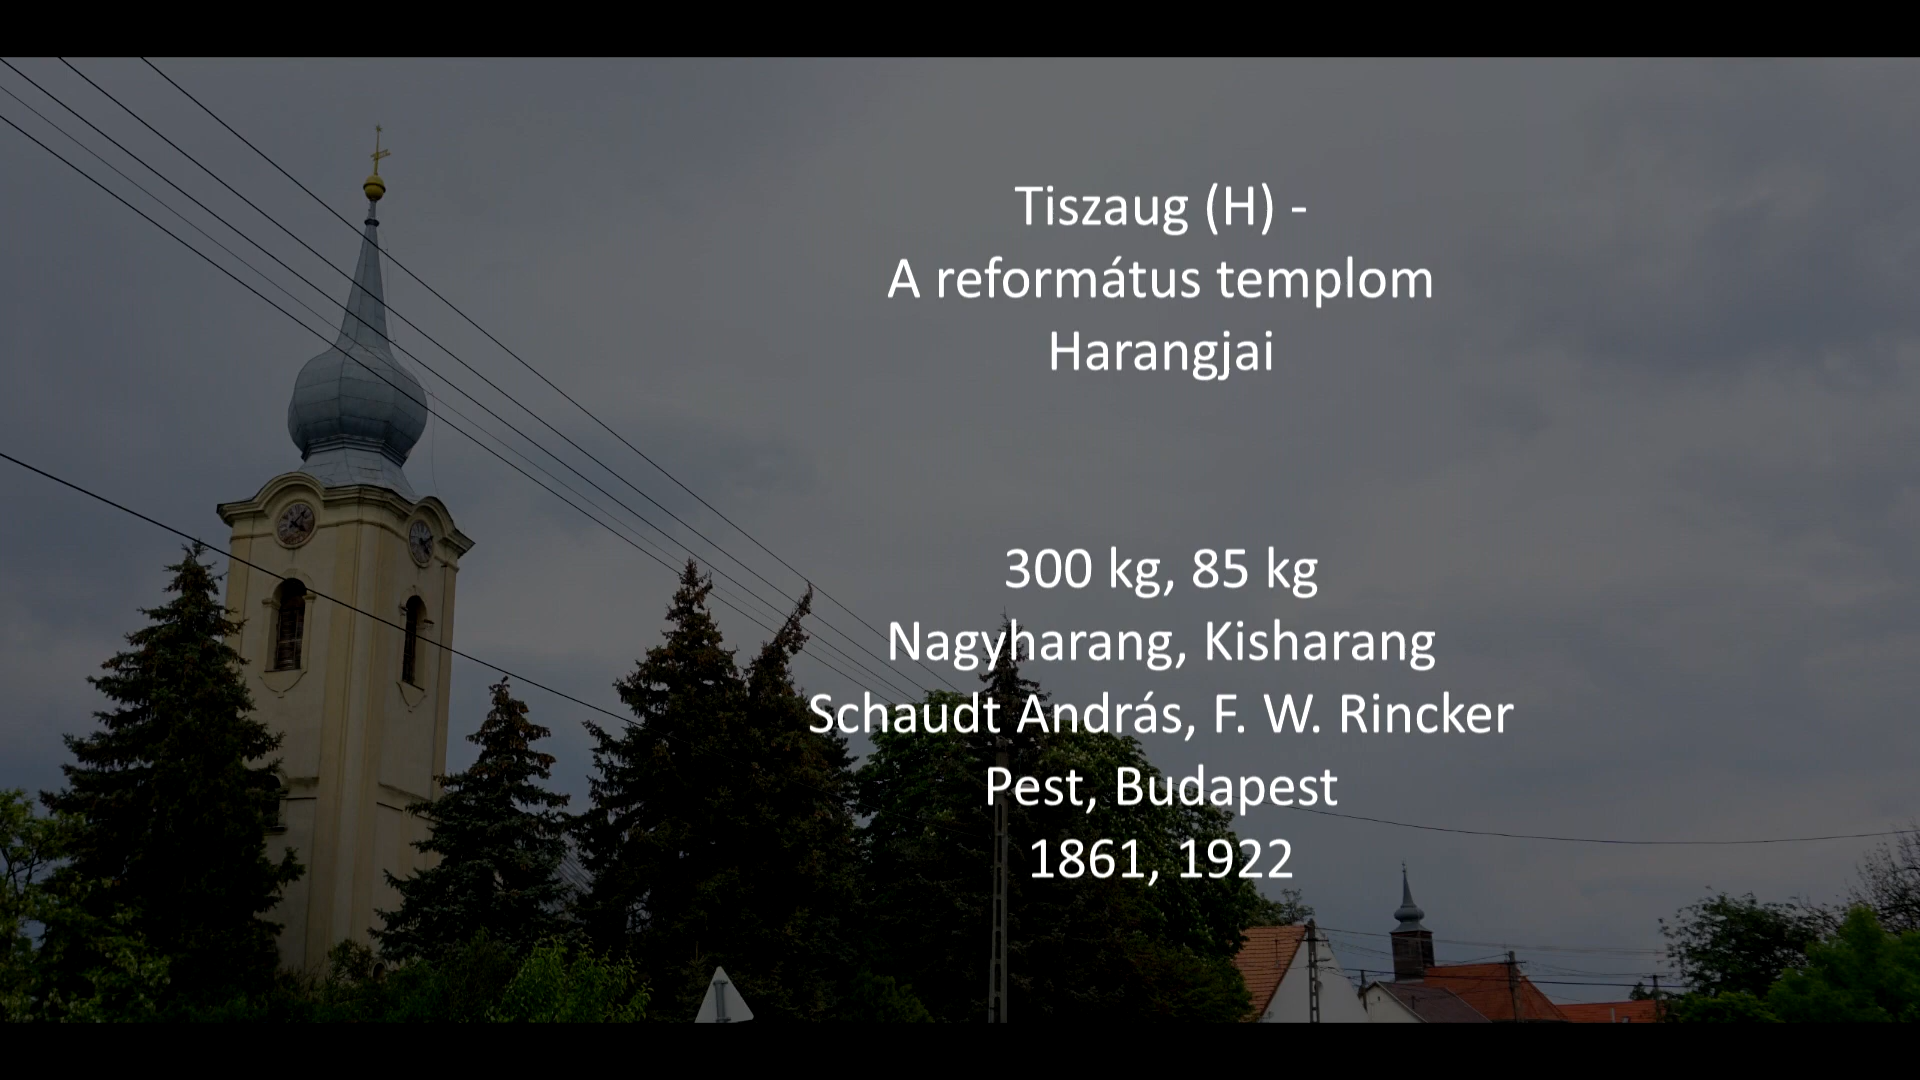 Tiszaug (H) -
A református templom
Harangjai
300 kg, 85 kg
Nagyharang, Kisharang
Schaudt András, F. W. Rincker
Pest, Budapest
1861, 1922